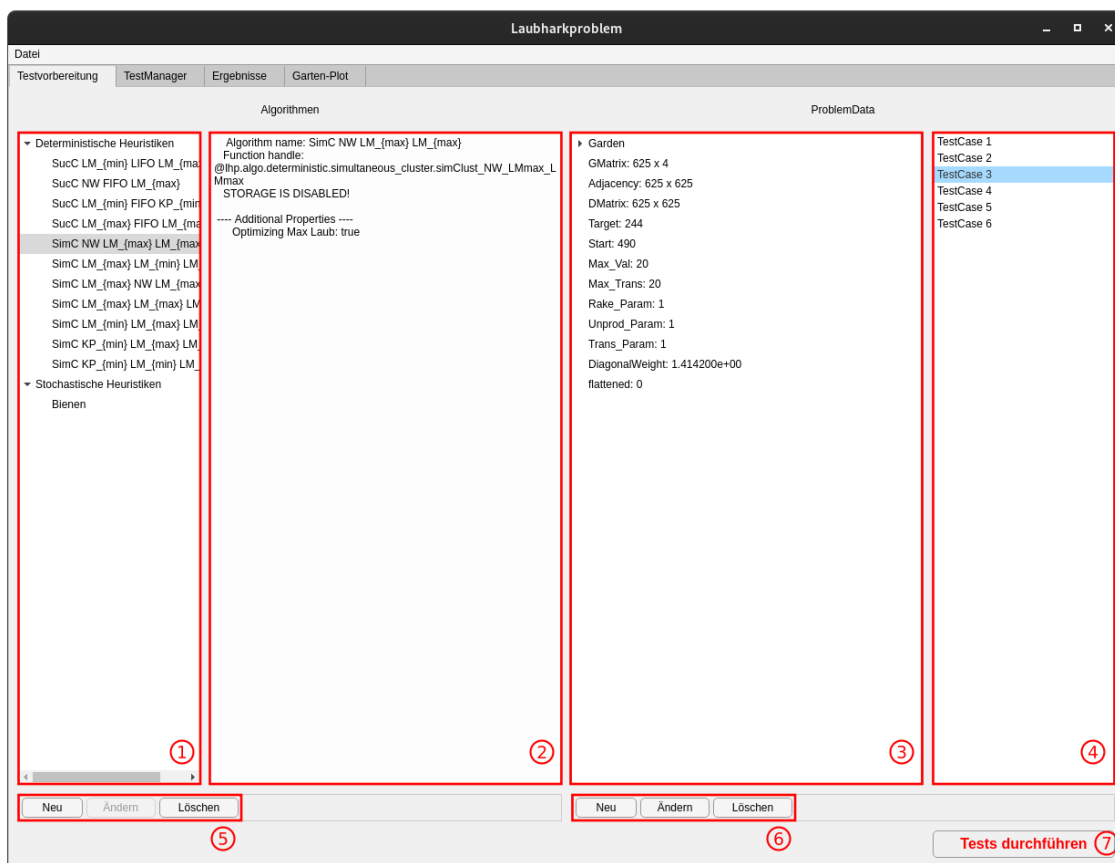 Laubharkproblem
Datei
Testvorbereitung TestManager Ergebnisse Garten-Plot
Algorithmen ProblemData
Deterministische Heuristiken
SucC LM_{min} LIFO LM_{ma
SucC NW FIFO LM_{max}
SucC LM_{min} FIFO KP_{min
SucC LM_{max} FIFO LM_{ma
SimC NW LM_{max} LM_{max
SimC LM_{max} LM_{min} LM_
SimC LM_{max} NW LM_{max
SimC LM_{max} LM_{max} LM
SimC LM_{min} LM_{max} LM_
SimC KP_{min} LM_{max} LM_
SimC KP_{min} LM_{min} LM_
Stochastische Heuristiken
Bienen
1
Algorithm name: SimC NW LM_{max} LM_{max}
Function handle:
@lhp.algo.deterministic.simultaneous_cluster.simClust_NW_LMmax_L
Mmax
STORAGE IS DISABLED!
---- Additional Properties ----
Optimizing Max Laub: true
2
Garden
GMatrix: 625 x 4
Adjacency: 625 x 625
DMatrix: 625 x 625
Target: 244
Start: 490
Max_Val: 20
Max_Trans: 20
Rake_Param: 1
Unprod_Param: 1
Trans_Param: 1
DiagonalWeight: 1.414200e+00
flattened: 0
3
TestCase 1
TestCase 2
TestCase 3
TestCase 4
TestCase 5
TestCase 6
4
Neu Ändern Löschen
5
Neu Ändern Löschen
6
Tests durchführen 7